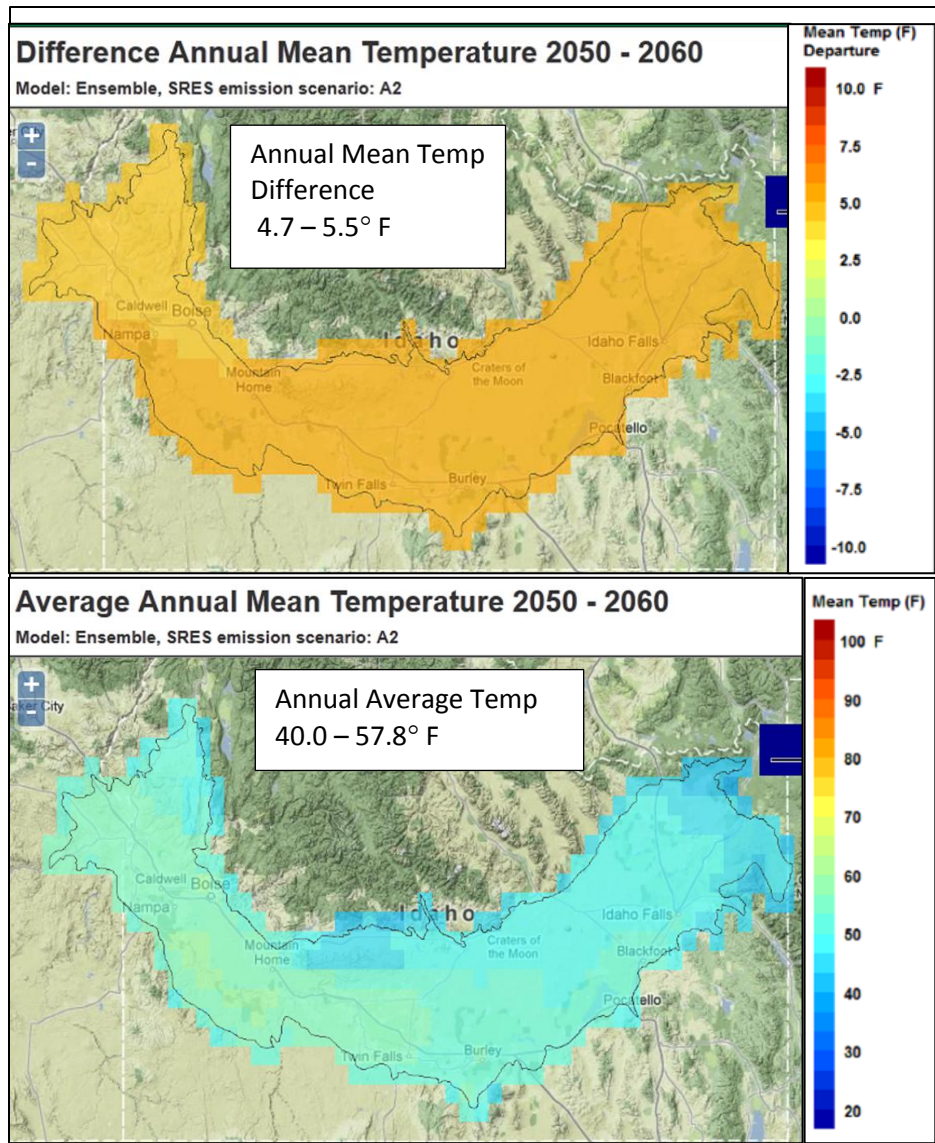 Difference Annual Mean Temperature 2050 - 2060
Model: Ensemble, SRES emission scenario: A2
+
-
Annual Mean Temp
Difference
4.7 – 5.5° F
Caldwell
Boise
Nampa
Idaho
Mountain
Home
Craters of
the Moon
Idaho Falls
Blackfoot
Pocatello
Twin Falls
Burley
Mean Temp (F)
Departure
10.0 F
7.5
5.0
2.5
0.0
-2.5
-5.0
-7.5
-10.0
Average Annual Mean Temperature 2050 - 2060
Model: Ensemble, SRES emission scenario: A2
+
-
City
Annual Average Temp
40.0 – 57.8° F
Caldwell
Boise
Nampa
Idaho
Mountain
Home
Craters of
the Moon
Idaho Falls
Blackfoot
Pocatello
Twin Falls
Burley
Mean Temp (F)
100 F
90
80
70
60
50
40
30
20